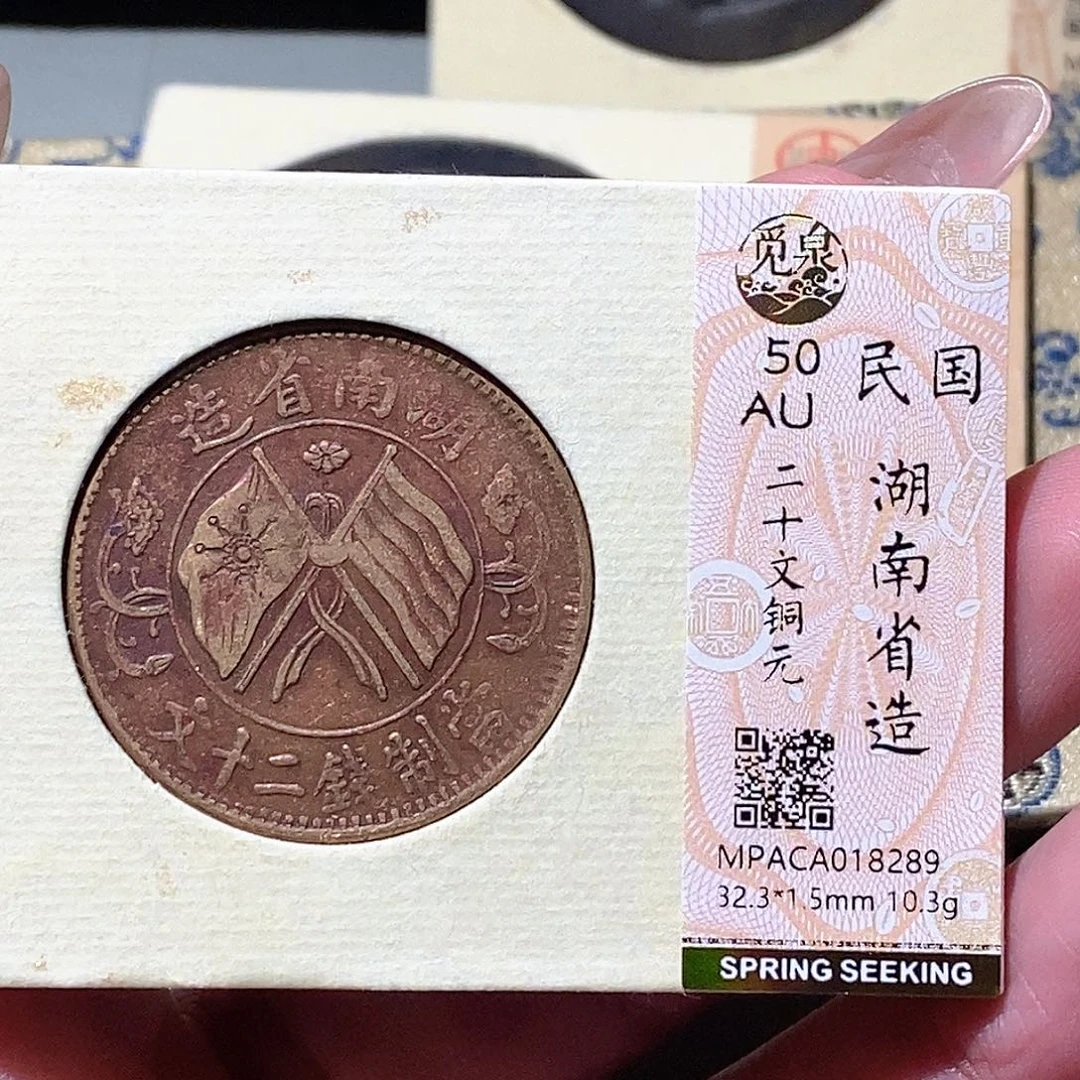 湖南省造
當制錢二十文
觅泉
50
AU
民国
湖南省造
二十文铜元
MPACA018289
32.3*1.5mm 10.3g
SPRING SEEKING